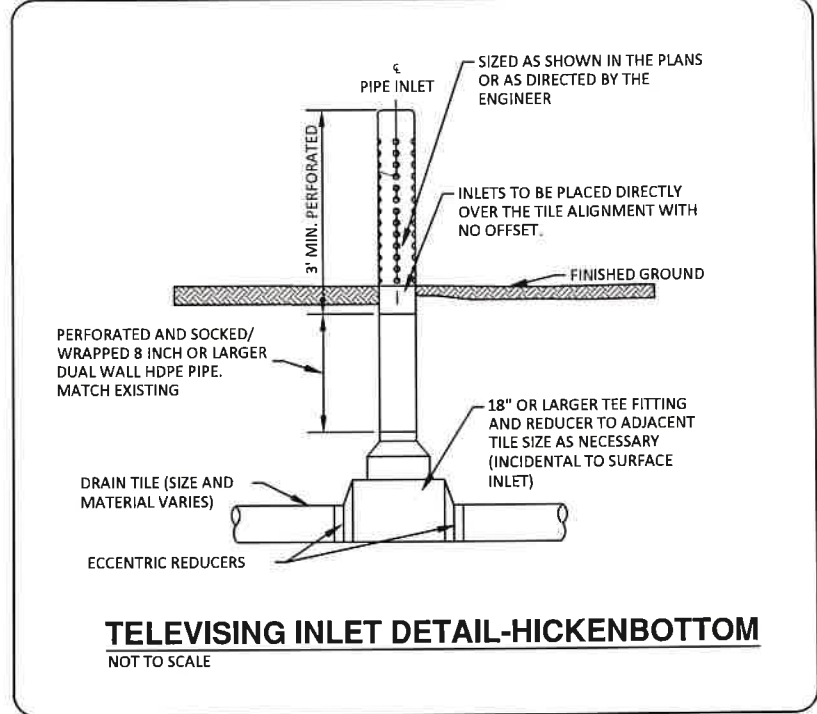 ℄
PIPE INLET
SIZED AS SHOWN IN THE PLANS
OR AS DIRECTED BY THE
ENGINEER
3' MIN. PERFORATED
INLETS TO BE PLACED DIRECTLY
OVER THE TILE ALIGNMENT WITH
NO OFFSET.
FINISHED GROUND
PERFORATED AND SOCKED/
WRAPPED 8 INCH OR LARGER
DUAL WALL HDPE PIPE.
MATCH EXISTING
18" OR LARGER TEE FITTING
AND REDUCER TO ADJACENT
TILE SIZE AS NECESSARY
(INCIDENTAL TO SURFACE
INLET)
DRAIN TILE (SIZE AND
MATERIAL VARIES)
ECCENTRIC REDUCERS
TELEVISING INLET DETAIL-HICKENBOTTOM
NOT TO SCALE